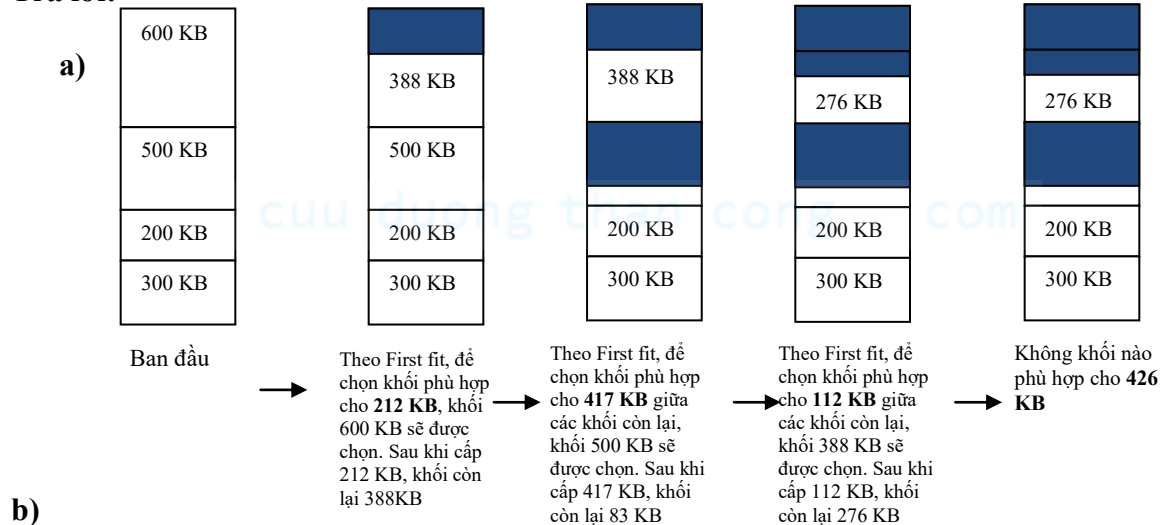 a)
600 KB
500 KB
200 KB
300 KB
Ban đầu
388 KB
500 KB
200 KB
300 KB
Theo First fit, để
chọn khối phù hợp
cho 212 KB, khối
600 KB sẽ được
chọn. Sau khi cấp
212 KB, khối còn
lại 388KB
388 KB
200 KB
300 KB
Theo First fit, để
chọn khối phù hợp
cho 417 KB giữa
các khối còn lại,
khối 500 KB sẽ
được chọn. Sau khi
cấp 417 KB, khối
còn lại 83 KB
276 KB
200 KB
300 KB
Theo First fit, để
chọn khối phù hợp
cho 112 KB giữa
các khối còn lại,
khối 388 KB sẽ
được chọn. Sau khi
cấp 112 KB, khối
còn lại 276 KB
276 KB
200 KB
300 KB
Không khối nào
phù hợp cho 426
KB
cuu duong than cong . com
b)